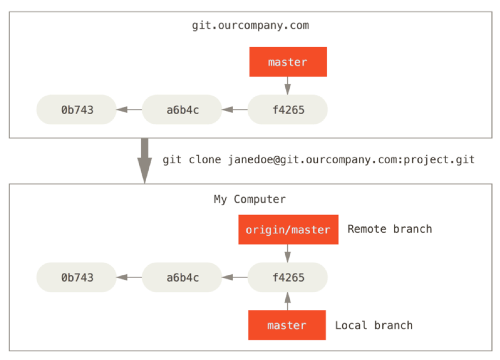 git.ourcompany.com
master
0b743 a6b4c f4265
git clone janedoe@git.ourcompany.com:project.git
My Computer
origin/master Remote branch
0b743 a6b4c f4265
master Local branch